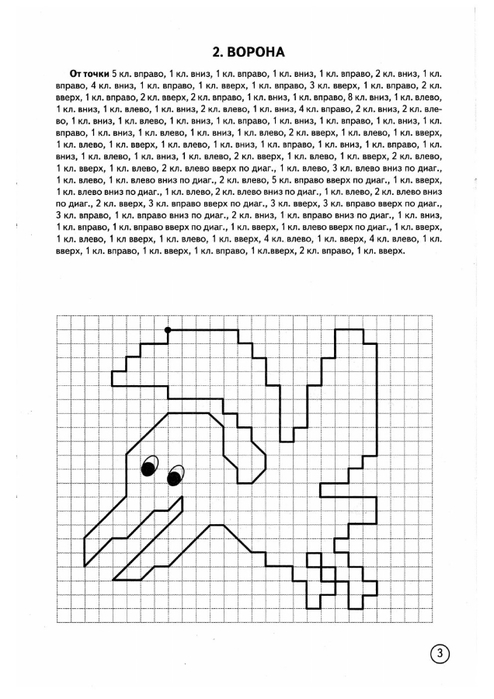 2. ВОРОНА
От точки 5 кл. вправо, 1 кл. вниз, 1 кл. вправо, 1 кл. вниз, 1 кл. вправо, 2 кл. вниз, 1 кл.
вправо, 4 кл. вниз, 1 кл. вправо, 1 кл. вверх, 1 кл. вправо, 3 кл. вверх, 1 кл. вправо, 2 кл.
вверх, 1 кл. вправо, 2 кл. вверх, 2 кл. вправо, 1 кл. вниз, 1 кл. вправо, 8 кл. вниз, 1 кл. влево,
1 кл. вниз, 1 кл. влево, 1 кл. вниз, 2 кл. влево, 1 кл. вниз, 4 кл. вправо, 2 кл. вниз, 2 кл. вле-
во, 1 кл. вниз, 1 кл. влево, 1 кл. вниз, 1 кл. вправо, 1 кл. вниз, 1 кл. вправо, 1 кл. вниз, 1 кл.
вправо, 1 кл. вниз, 1 кл. влево, 1 кл. вниз, 1 кл. влево, 2 кл. вверх, 1 кл. влево, 1 кл. вверх,
1 кл. влево, 1 кл. вверх, 1 кл. влево, 1 кл. вниз, 1 кл. вправо, 1 кл. вниз, 1 кл. вправо, 1 кл.
вниз, 1 кл. влево, 1 кл. вниз, 1 кл. влево, 2 кл. вверх, 1 кл. влево, 1 кл. вверх, 2 кл. влево,
1 кл. вверх, 1 кл. влево, 2 кл. влево вверх по диаг., 1 кл. влево, 3 кл. влево вниз по диаг.,
1 кл. влево, 1 кл. влево вниз по диаг., 2 кл. влево, 5 кл. вправо вверх по диаг., 1 кл. вверх,
1 кл. влево вниз по диаг., 1 кл. влево, 2 кл. влево вниз по диаг., 1 кл. влево, 2 кл. влево вниз
по диаг., 2 кл. вверх, 3 кл. вправо вверх по диаг., 3 кл. вверх, 3 кл. вправо вверх по диаг.,
3 кл. вправо, 1 кл. вправо вниз по диаг., 2 кл. вниз, 1 кл. вправо вниз по диаг., 1 кл. вниз,
1 кл. вправо, 1 кл. вправо вверх по диаг., 1 кл. вверх, 1 кл. влево вверх по диаг., 1 кл. вверх,
1 кл. влево, 1 кл вверх, 1 кл. влево, 1 кл. вверх, 4 кл. влево, 1 кл. вверх, 4 кл. влево, 1 кл.
вверх, 1 кл. вправо, 1 кл. вверх, 1 кл. вправо, 1 кл.вверх, 2 кл. вправо, 1 кл. вверх.
3